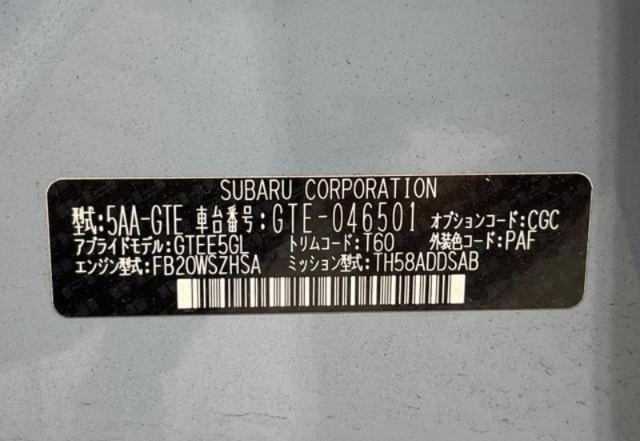 SUBARU CORPORATION
型式:5AA-GTE 車台番号:GTE-046501 オプションコード:CGC
アプライドモデル:GTEE5GL トリムコード:T60 外装色コード:PAF
エンジン型式:FB20WSZHSA ミッション型式:TH58ADDSAB